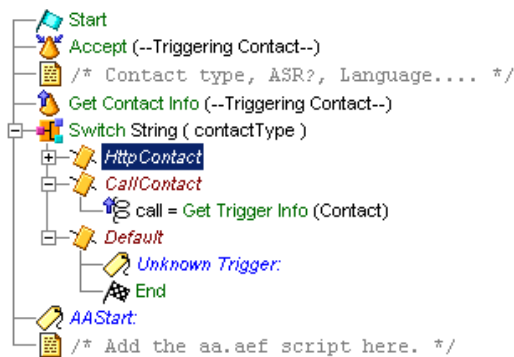 Start
Accept (--Triggering Contact--)
/* Contact type, ASR?, Language.... */
Get Contact Info (--Triggering Contact--)
Switch String ( contactType )
HttpContact
CallContact
call = Get Trigger Info (Contact)
Default
Unknown Trigger:
End
AAStart:
/* Add the aa.aef script here. */